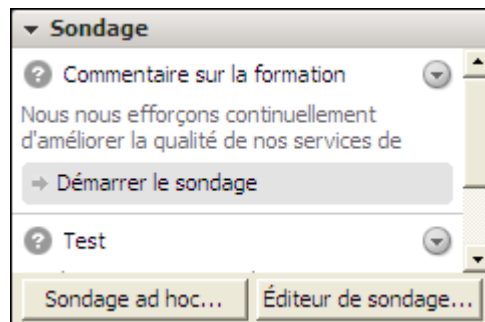 Sondage
Commentaire sur la formation
Nous nous efforçons continuellement
d'améliorer la qualité de nos services de
Démarrer le sondage
Test
Sondage ad hoc...
Éditeur de sondage...